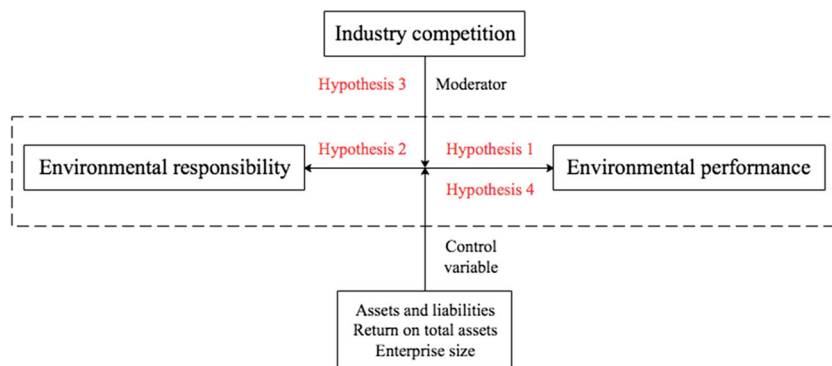 Industry competition
Hypothesis 3
Moderator
Environmental responsibility
Hypothesis 2
Hypothesis 1
Environmental performance
Hypothesis 4
Control
variable
Assets and liabilities
Return on total assets
Enterprise size